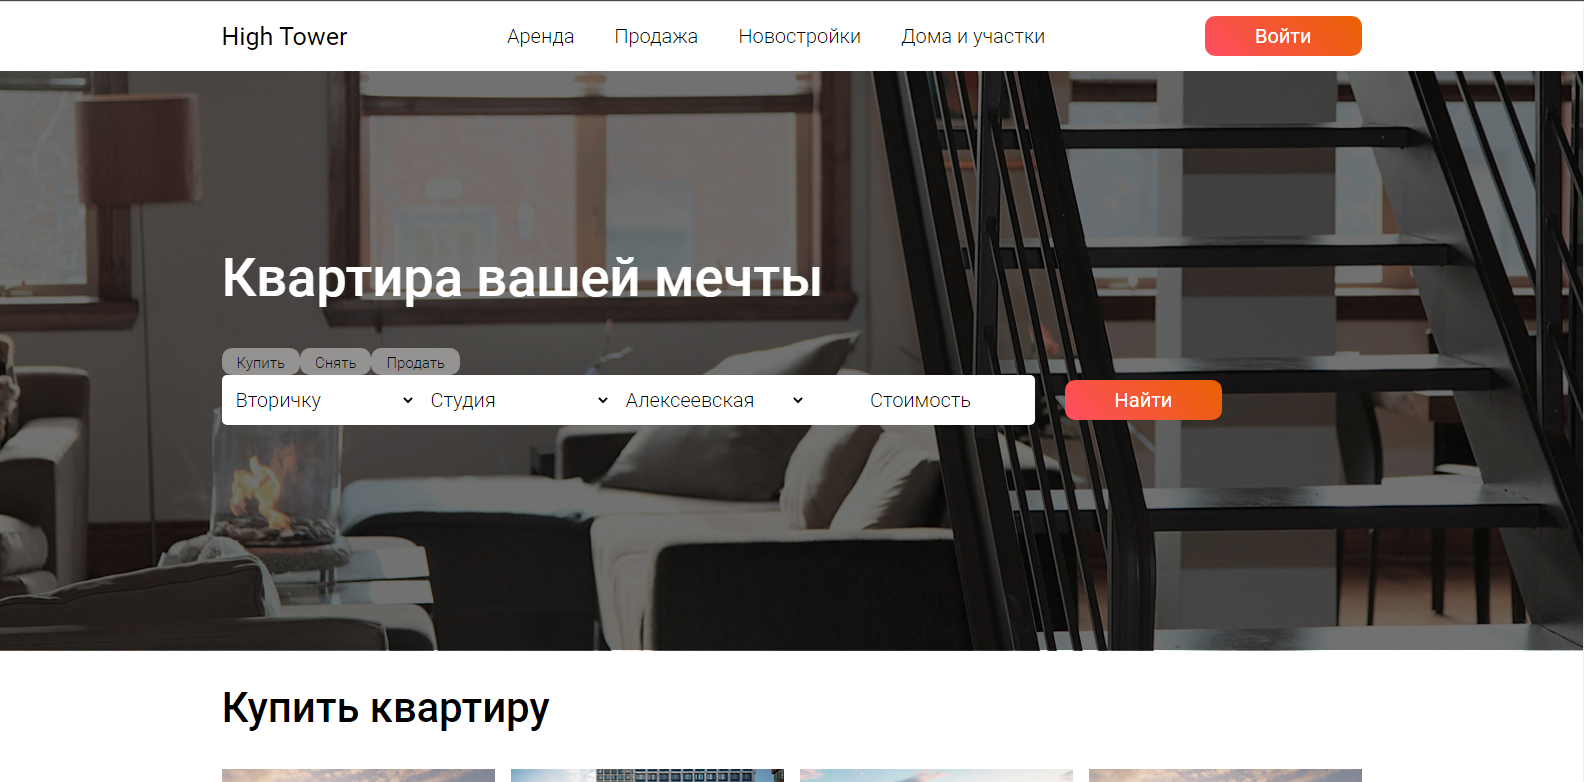 High Tower Аренда Продажа Новостройки Дома и участки Войти
Квартира вашей мечты
Купить Снять Продать
Вторичку Студия Алексеевская Стоимость Найти
Купить квартиру